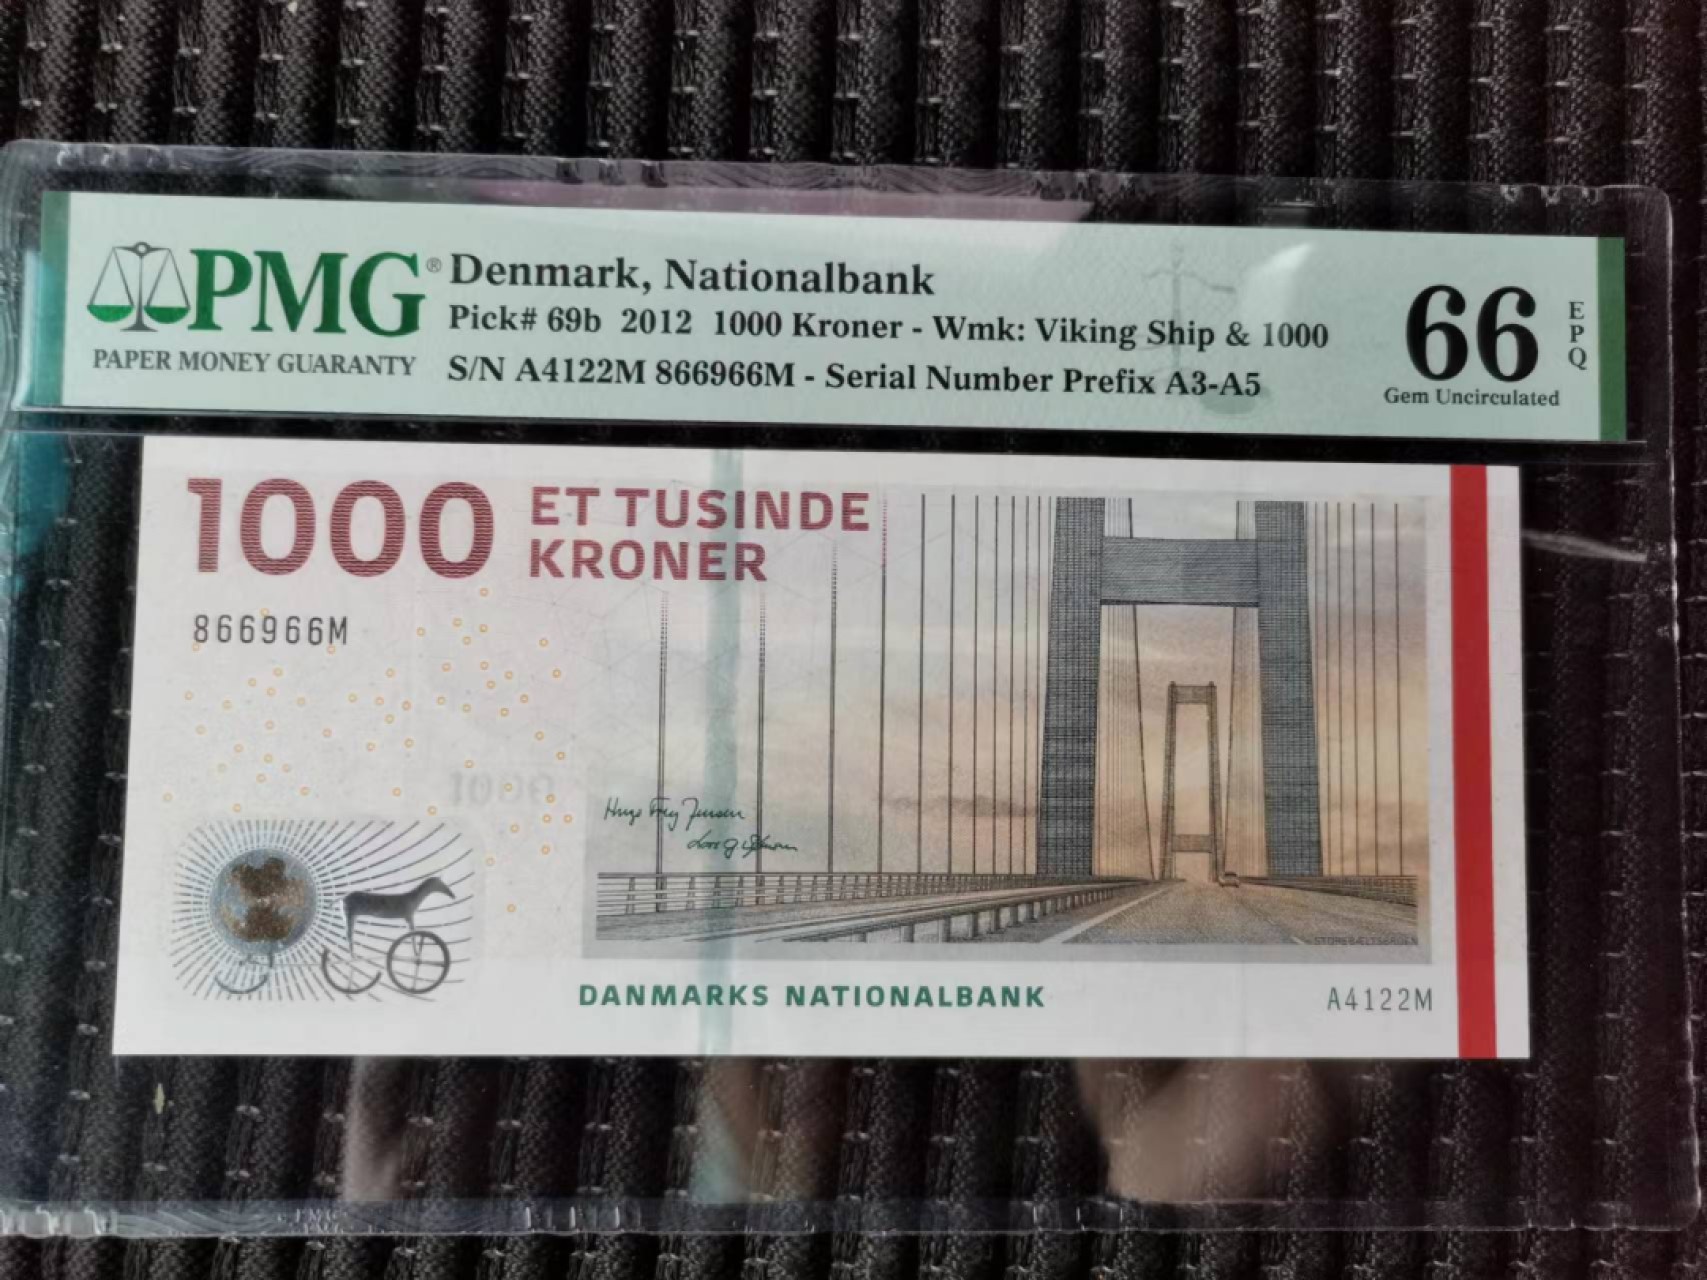 PMG®
PAPER MONEY GUARANTY
Denmark, Nationalbank
Pick# 69b 2012 1000 Kroner - Wmk: Viking Ship & 1000
S/N A4122M 866966M - Serial Number Prefix A3-A5
66
EPQ
Gem Uncirculated
1000
ET TUSINDE
KRONER
866966M
DANMARKS NATIONALBANK
A4122M